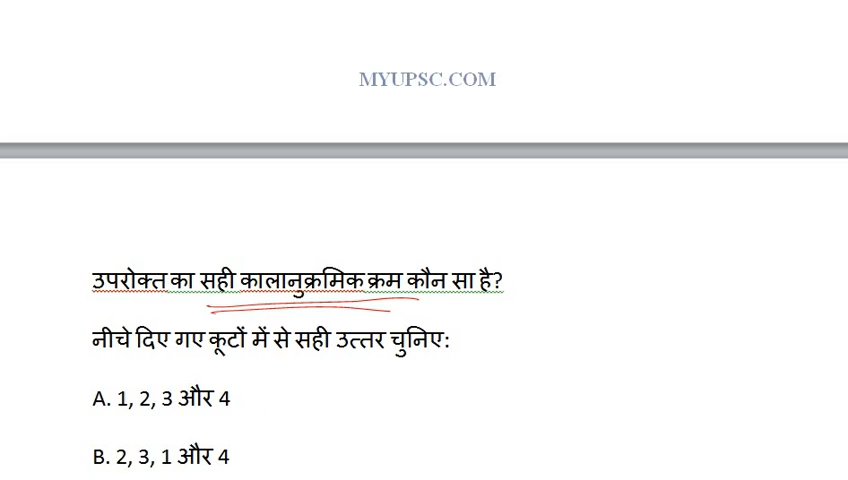 MYUPSC.COM
उपरोक्त का सही कालानुक्रमिक क्रम कौन सा है?
नीचे दिए गए कूटों में से सही उत्तर चुनिए:
A. 1, 2, 3 और 4
B. 2, 3, 1 और 4